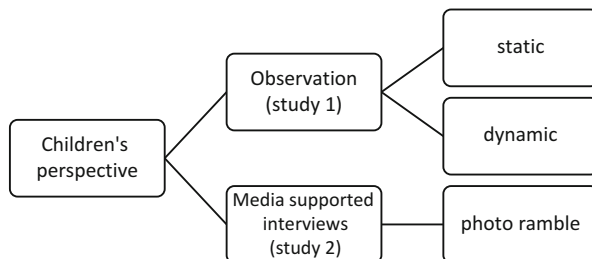 Children's
perspective
Observation
(study 1)
static
dynamic
Media supported
interviews
(study 2)
photo ramble